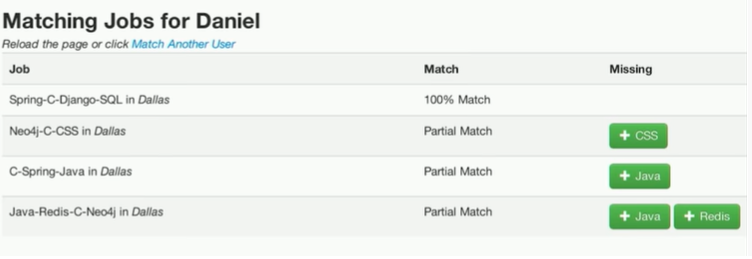 Matching Jobs for Daniel
Reload the page or click Match Another User
Job Match Missing
Spring-C-Django-SQL in Dallas 100% Match
Neo4j-C-CSS in Dallas Partial Match + CSS
C-Spring-Java in Dallas Partial Match + Java
Java-Redis-C-Neo4j in Dallas Partial Match + Java + Redis